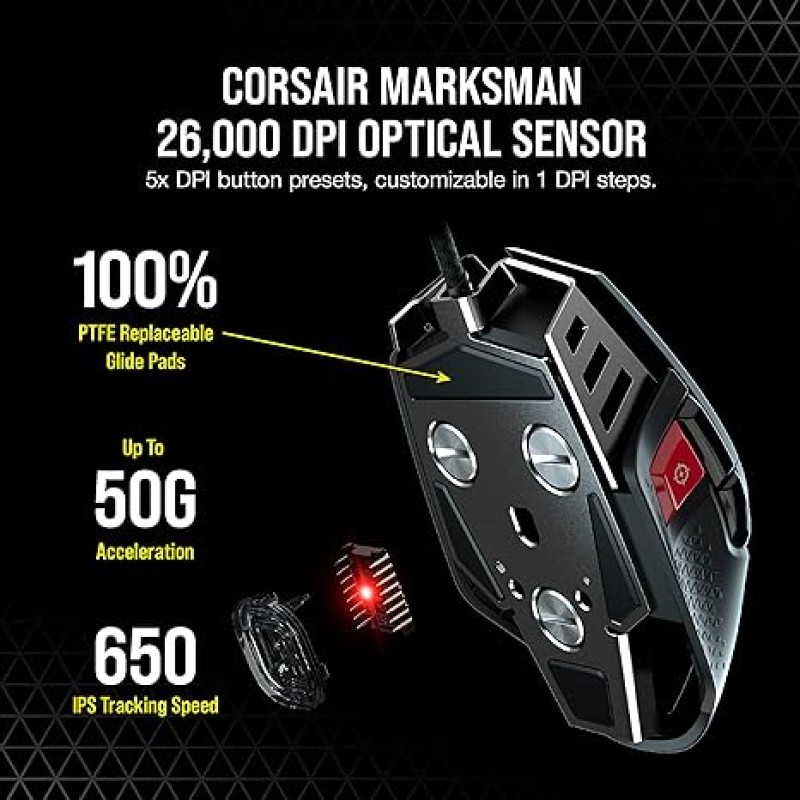 CORSAIR MARKSMAN
26,000 DPI OPTICAL SENSOR
5x DPI button presets, customizable in 1 DPI steps.
100%
PTFE Replaceable
Glide Pads
Up To
50G
Acceleration
650
IPS Tracking Speed